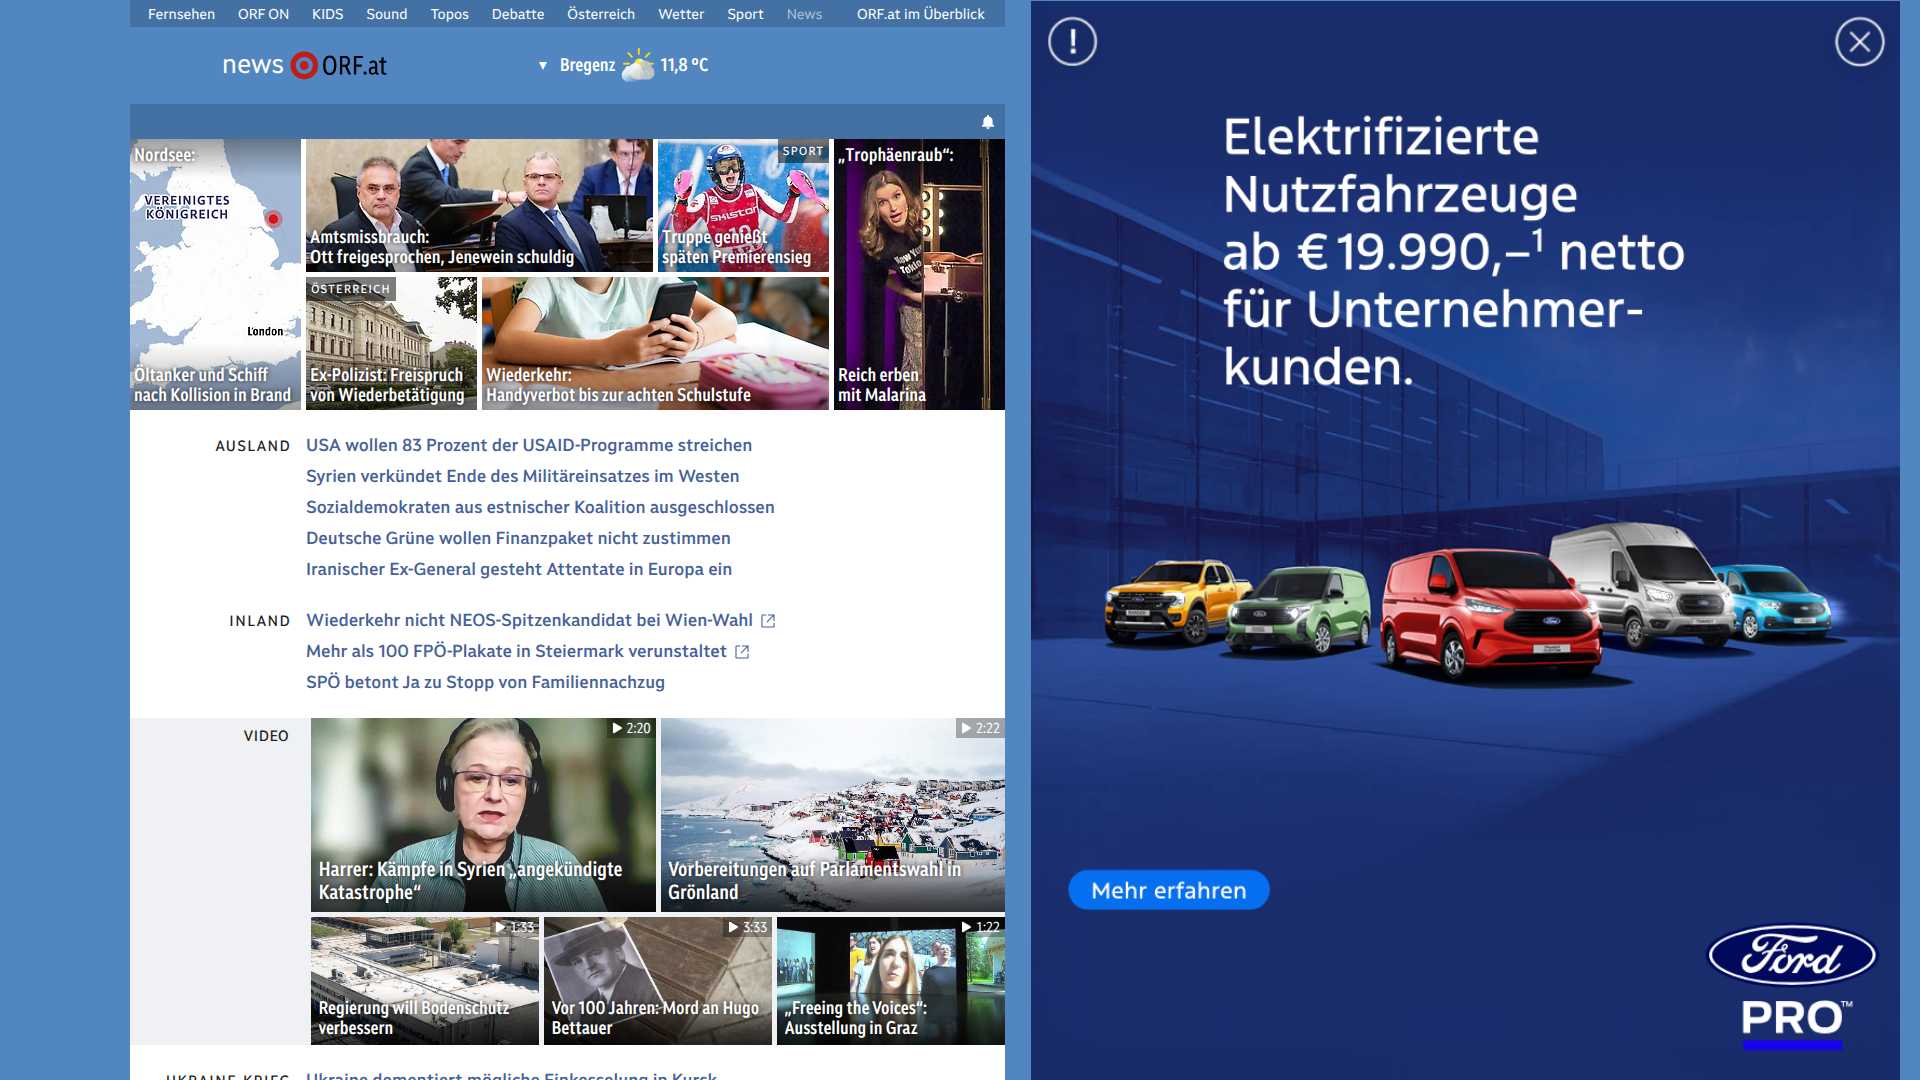 Fernsehen ORF ON KIDS Sound Topos Debatte Österreich Wetter Sport News ORF.at im Überblick
news ORF.at
Bregenz 11,8 °C
Nordsee:
VEREINIGTES
KÖNIGREICH
London
Öltanker und Schiff
nach Kollision in Brand
Amtsmissbrauch:
Ott freigesprochen, Jenewein schuldig
SPORT
Truppe genießt
späten Premierensieg
„Trophäenraub“:
Reich erben
mit Malarina
ÖSTERREICH
Ex-Polizist: Freispruch
von Wiederbetätigung
Wiederkehr:
Handyverbot bis zur achten Schulstufe
AUSLAND
USA wollen 83 Prozent der USAID-Programme streichen
Syrien verkündet Ende des Militäreinsatzes im Westen
Sozialdemokraten aus estnischer Koalition ausgeschlossen
Deutsche Grüne wollen Finanzpaket nicht zustimmen
Iranischer Ex-General gesteht Attentate in Europa ein
INLAND
Wiederkehr nicht NEOS-Spitzenkandidat bei Wien-Wahl
Mehr als 100 FPÖ-Plakate in Steiermark verunstaltet
SPÖ betont Ja zu Stopp von Familiennachzug
VIDEO
2:20
Harrer: Kämpfe in Syrien „angekündigte
Katastrophe“
2:22
Vorbereitungen auf Parlamentswahl in
Grönland
1:33
Regierung will Bodenschutz
verbessern
3:33
Vor 100 Jahren: Mord an Hugo
Bettauer
1:22
„Freeing the Voices“:
Ausstellung in Graz
UKRAINE-KRIEG
Ukraine dementiert mögliche Einkesselung in Kursk
Elektrifizierte
Nutzfahrzeuge
ab € 19.990,–¹ netto
für Unternehmer-
kunden.
Mehr erfahren
Ford
PRO™